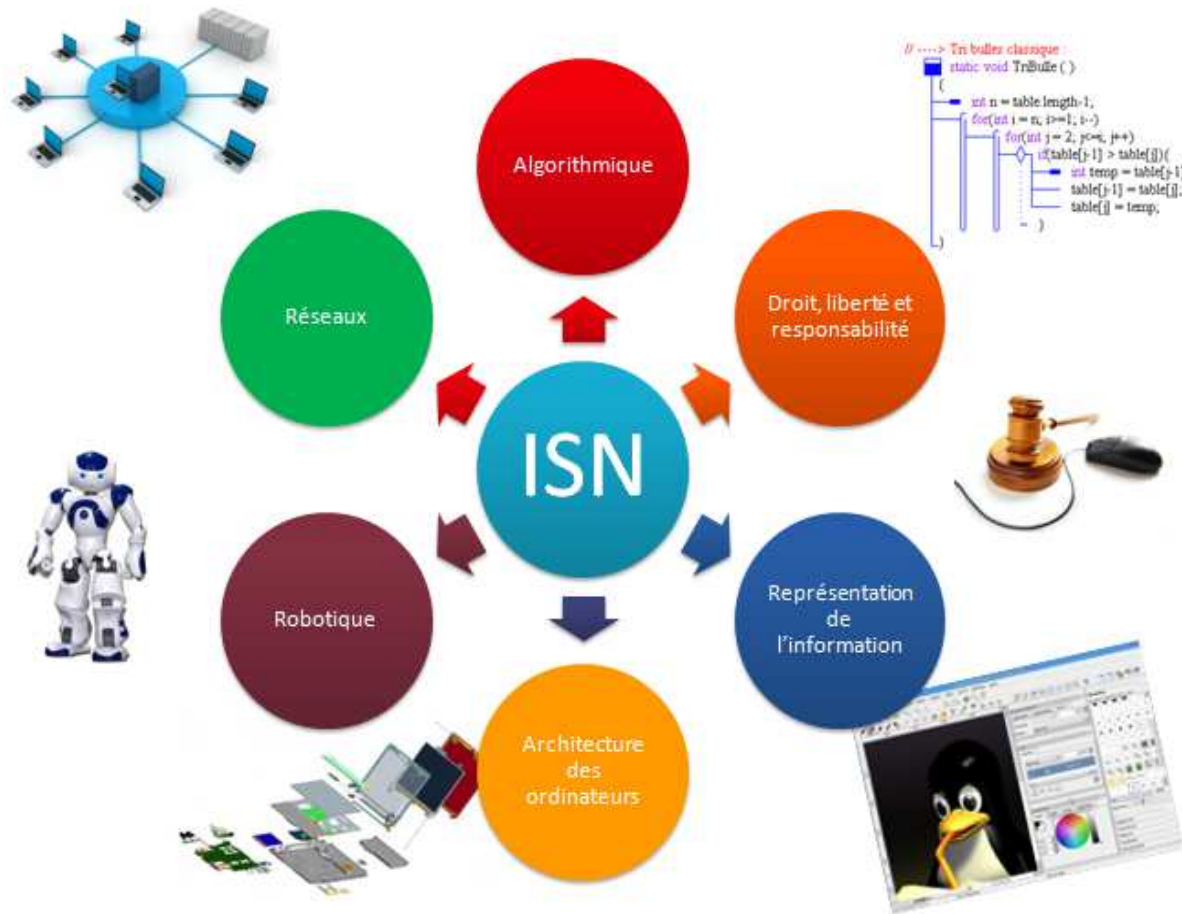 Algorithmique
// ----> Tri bulles classique :
static void TriBulle ( )
(
int n = table.length-1;
for(int i = n; i>=1; i--)
for(int j = 2; j<=i; j++)
if(table[j-1] > table[j]){
int temp = table[j-1]
table[j-1] = table[j];
table[j] = temp;
)
)
Réseaux
Droit, liberté et
responsabilité
ISN
Robotique
Représentation
de
l'information
Architecture
des
ordinateurs